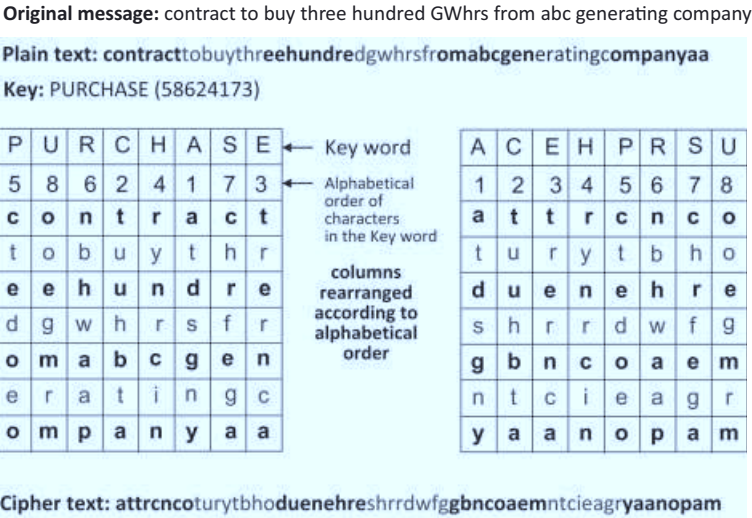 Original message: contract to buy three hundred GWhrs from abc generating company
Plain text: contracttobuythreehundredgwhrsfromabcgeneratingcompanyaa
Key: PURCHASE (58624173)
P U R C H A S E
5 8 6 2 4 1 7 3
c o n t r a c t
t o b u y t h r
e e h u n d r e
d g w h r s f r
o m a b c g e n
e r a t i n g c
o m p a n y a a
Key word
Alphabetical
order of
characters
in the Key word
columns
rearranged
according to
alphabetical
order
A C E H P R S U
1 2 3 4 5 6 7 8
a t t r c n c o
t u r y t b h o
d u e n e h r e
s h r r d w f g
g b n c o a e m
n t c i e a g r
y a a n o p a m
Cipher text: attrcncoturytbhoduenehreshrrdwfggbncoaemntcieagryaanopam